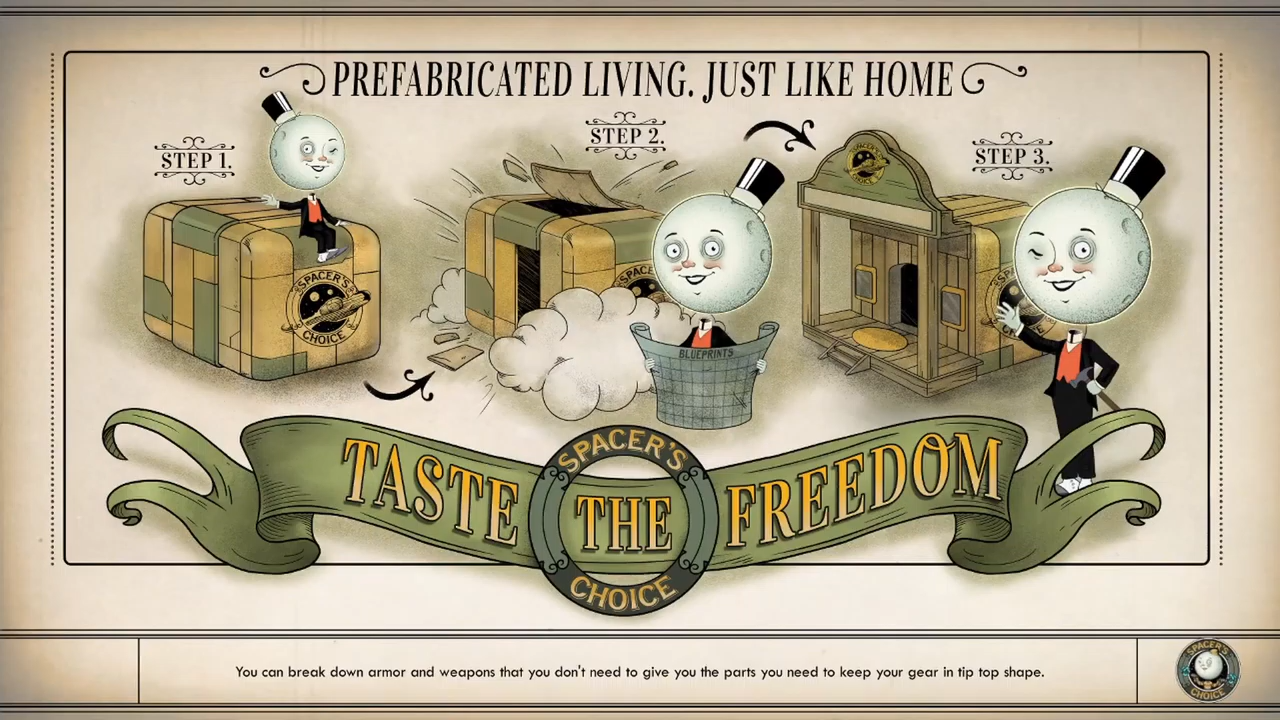 PREFABRICATED LIVING. JUST LIKE HOME
STEP 1.
STEP 2.
STEP 3.
SPACER'S
CHOICE
SPACER'S
CHOICE
BLUEPRINTS
SPACER'S
CHOICE
TASTE THE FREEDOM
SPACER'S
CHOICE
You can break down armor and weapons that you don't need to give you the parts you need to keep your gear in tip top shape.
SPACER'S
CHOICE